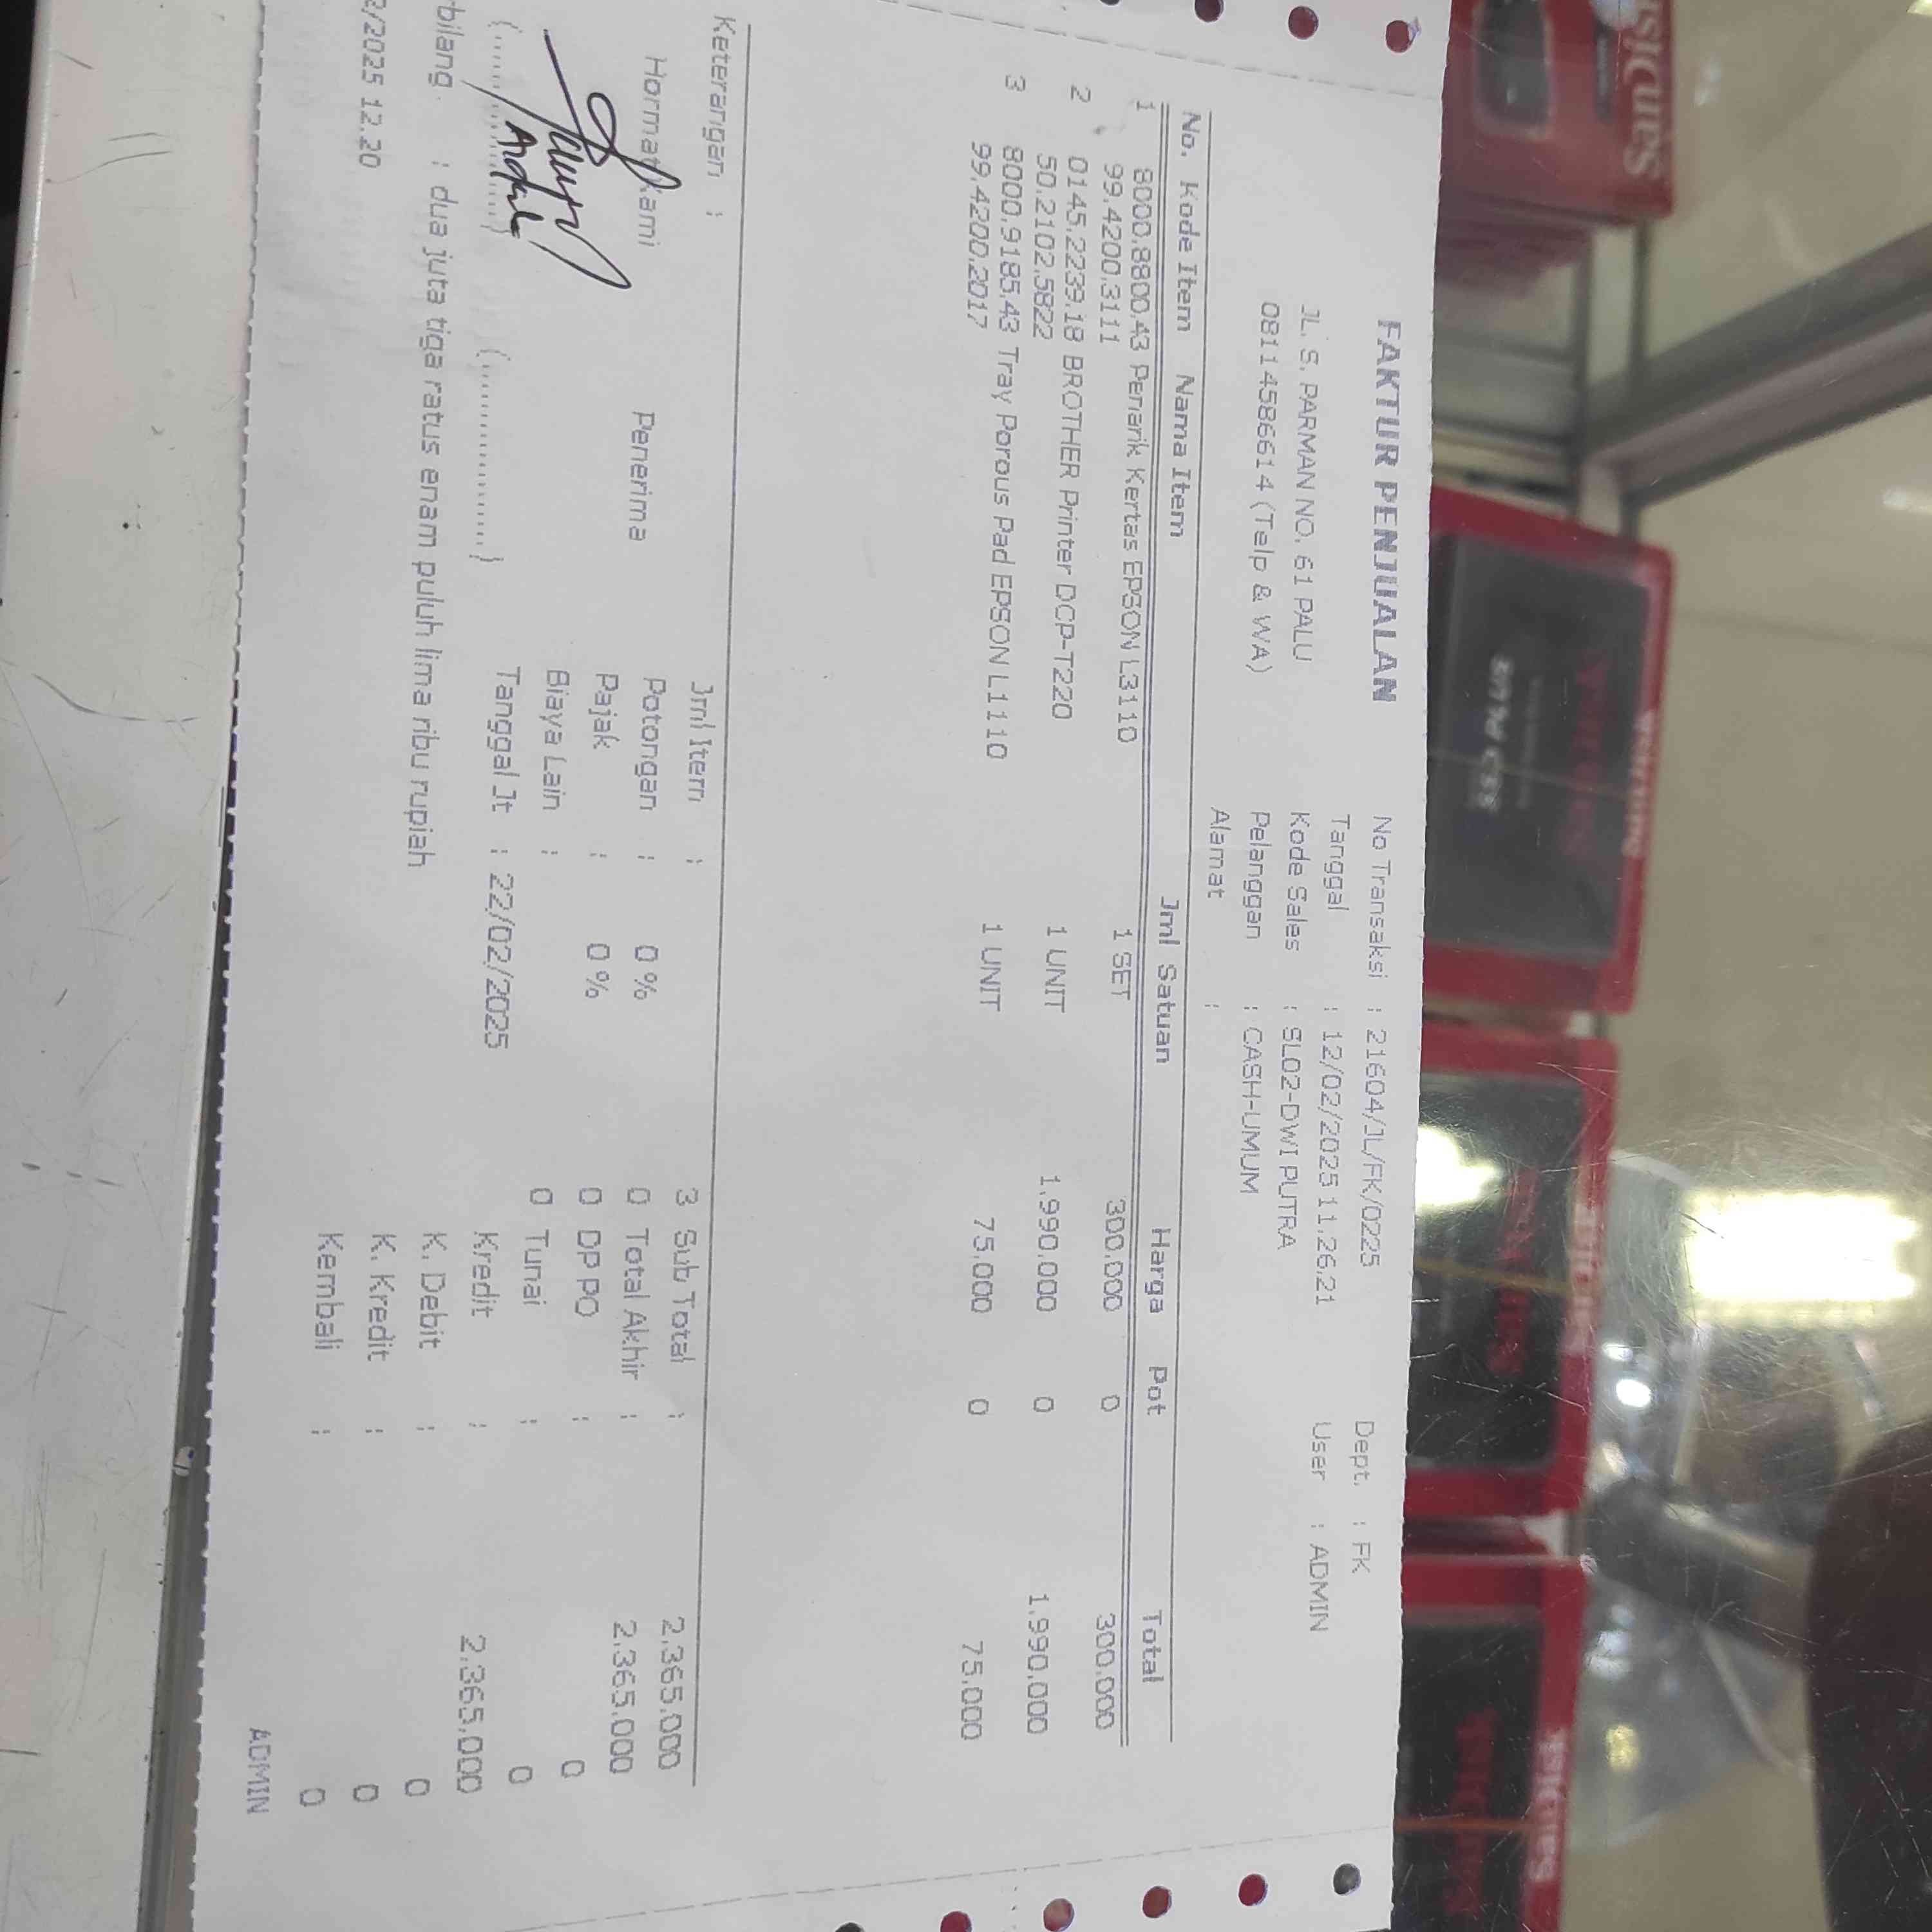 FAKTUR PENJUALAN
JL. S. PARMAN NO. 61 PALU
08114586614 (Telp & WA)
No Transaksi : 21604/JL/FK/0225
Tanggal : 12/02/2025 11.26.21
Kode Sales : SL02-DWI PUTRA
Pelanggan : CASH-UMUM
Alamat :
Dept. : FK
User : ADMIN
No. Kode Item Nama Item Jml Satuan Harga Pot Total
1 8000.8800.43 Penarik Kertas EPSON L3110 1 SET 300.000 0 300.000
99.4200.3111
2 0145.2239.18 BROTHER Printer DCP-T220 1 UNIT 1.990.000 0 1.990.000
50.2102.5822
3 8000.9185.43 Tray Porous Pad EPSON L1110 1 UNIT 75.000 0 75.000
99.4200.2017
Keterangan :
Hormat Kami Penerima
Ardi
(..............) (..................)
Jml Item : 3
Potongan : 0 % 0
Pajak : 0 % 0
Biaya Lain : 0
Tanggal Jt : 22/02/2025
Sub Total : 2.365.000
Total Akhir : 2.365.000
DP PO : 0
Tunai : 0
Kredit : 2.365.000
K. Debit : 0
K. Kredit : 0
Kembali : 0
bilang : dua juta tiga ratus enam puluh lima ribu rupiah
2/2025 12.20
ADMIN
SanDisk
SanDisk
SanDisk
SanDisk